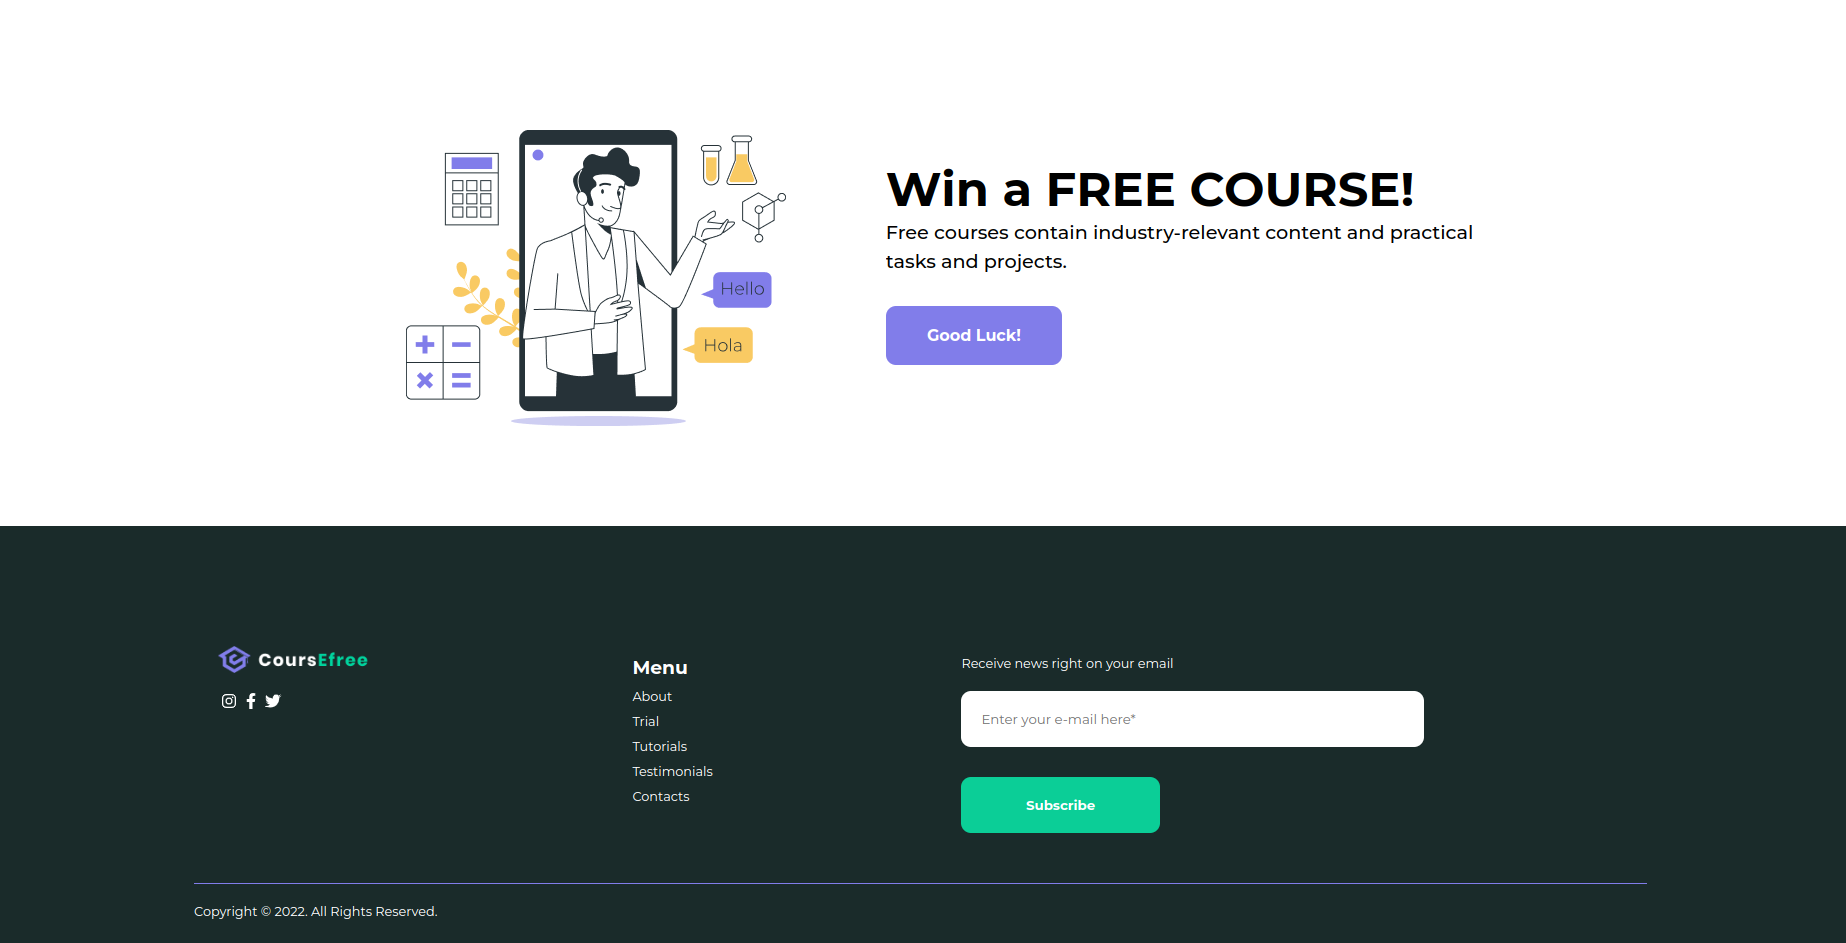 Hello
Hola
Win a FREE COURSE!
Free courses contain industry-relevant content and practical
tasks and projects.
Good Luck!
CoursEfree
Menu
About
Trial
Tutorials
Testimonials
Contacts
Receive news right on your email
Enter your e-mail here*
Subscribe
Copyright © 2022. All Rights Reserved.